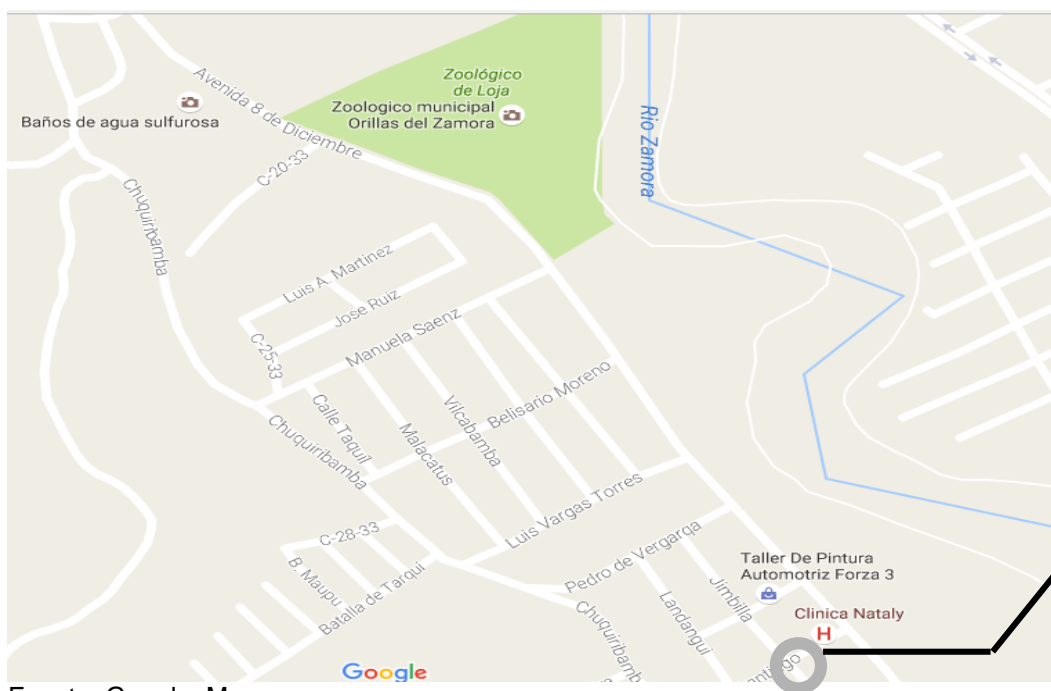 Zoológico
de Loja
Zoologico municipal
Orillas del Zamora
Baños de agua sulfurosa
Avenida 8 de Diciembre
C-20-33
Rio Zamora
Chuquiribamba
Luis A. Martinez
Jose Ruiz
Manuela Saenz
C-25-33
Calle Taquil
Chuquiribamba
Malacatus
Vilcabamba
Belisario Moreno
Luis Vargas Torres
C-28-33
B. Maupu
Batalla de Tarqui
Pedro de Vergarqa
Chuquiribamba
Landangui
Jimbilla
Taller De Pintura
Automotriz Forza 3
Clinica Nataly
H
Google